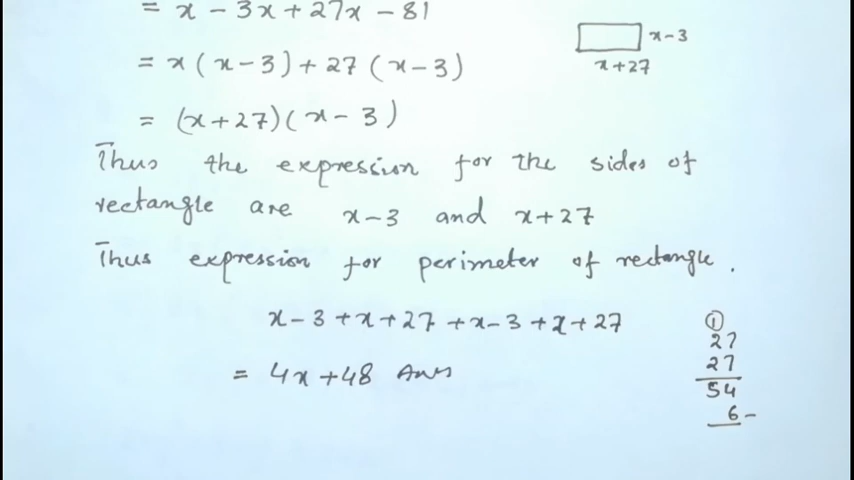 = x - 3x + 27x - 81
= x ( x - 3 ) + 27 ( x - 3 )
= (x + 27) ( x - 3 )
x - 3
x + 27
Thus the expression for the sides of
rectangle are x - 3 and x + 27
Thus expression for perimeter of rectangle .
x - 3 + x + 27 + x - 3 + x + 27
= 4x + 48 Ans
1
27
27
54
6 -